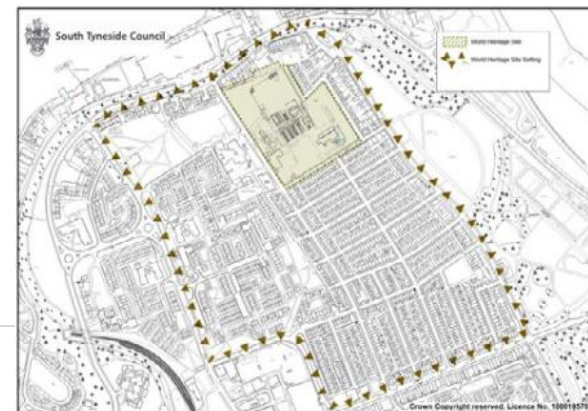 South Tyneside Council
World Heritage Site
World Heritage Site Setting
Crown Copyright reserved. Licence No.